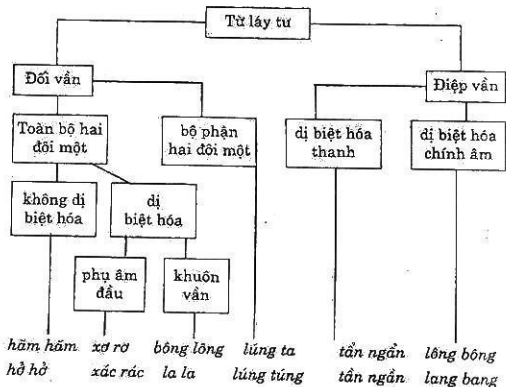 Từ láy tư
Đối vần
Điệp vần
Toàn bộ hai
đôi một
bộ phận
hai đôi một
dị biệt hóa
thanh
dị biệt hóa
chính âm
không dị
biệt hóa
dị
biệt hóa
phụ âm
đầu
khuôn
vần
hăm hăm
hở hở
xơ rơ
xác rác
bông lông
la la
lúng ta
lúng túng
tẩn ngẩn
tần ngần
lông bông
lang bang